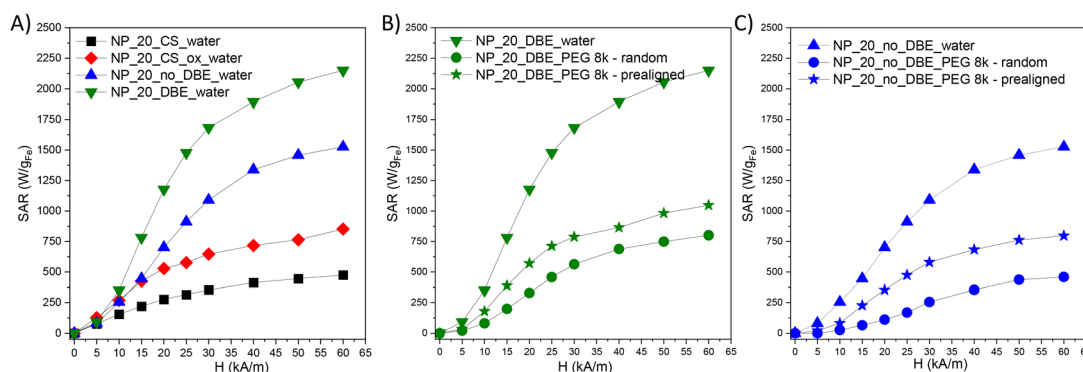 A)
NP_20_CS_water
NP_20_CS_ox_water
NP_20_no_DBE_water
NP_20_DBE_water
SAR (W/gFe)
2500
2250
2000
1750
1500
1250
1000
750
500
250
0
0 5 10 15 20 25 30 35 40 45 50 55 60 65
H (kA/m)
B)
NP_20_DBE_water
NP_20_DBE_PEG 8k - random
NP_20_DBE_PEG 8k - prealigned
SAR (W/gFe)
2500
2250
2000
1750
1500
1250
1000
750
500
250
0
0 5 10 15 20 25 30 35 40 45 50 55 60 65
H (kA/m)
C)
NP_20_no_DBE_water
NP_20_no_DBE_PEG 8k - random
NP_20_no_DBE_PEG 8k - prealigned
SAR (W/gFe)
2500
2250
2000
1750
1500
1250
1000
750
500
250
0
0 5 10 15 20 25 30 35 40 45 50 55 60 65
H (kA/m)